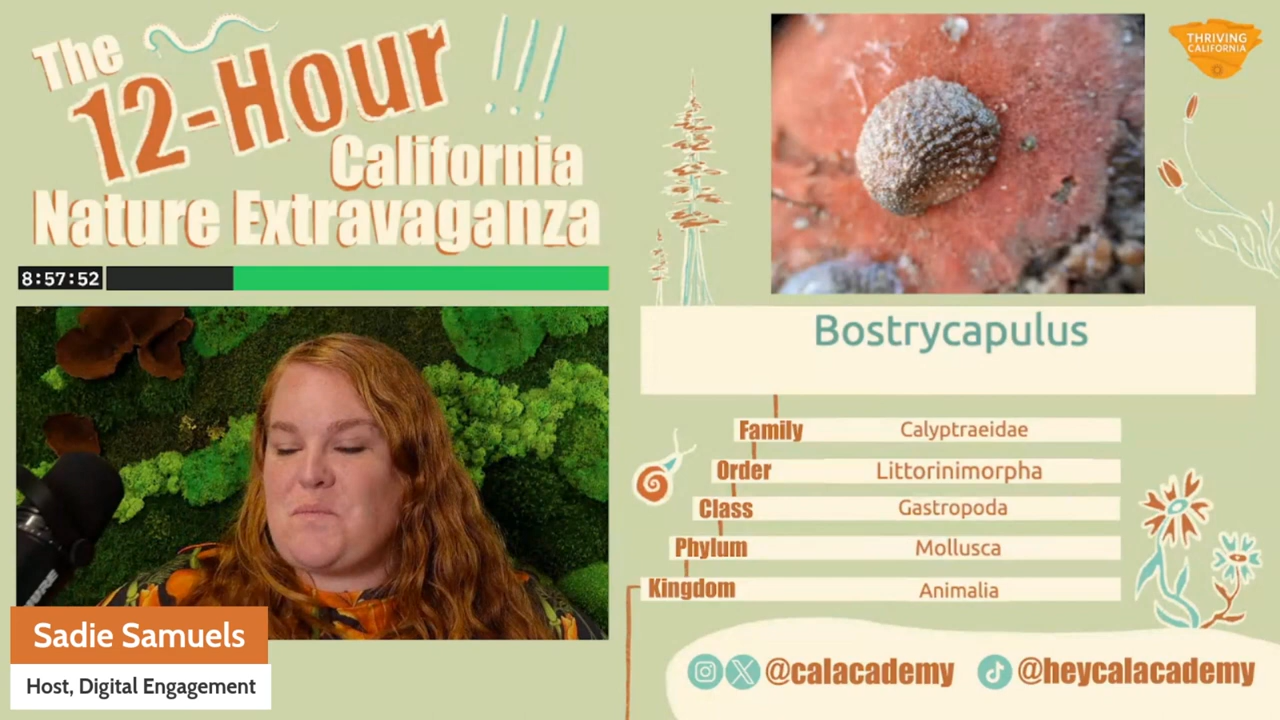 The
12-Hour !!!
California
Nature Extravaganza
8:57:52
Sadie Samuels
Host, Digital Engagement
THRIVING
CALIFORNIA
Bostrycapulus
Family Calyptraeidae
Order Littorinimorpha
Class Gastropoda
Phylum Mollusca
Kingdom Animalia
@calacademy @heycalacademy